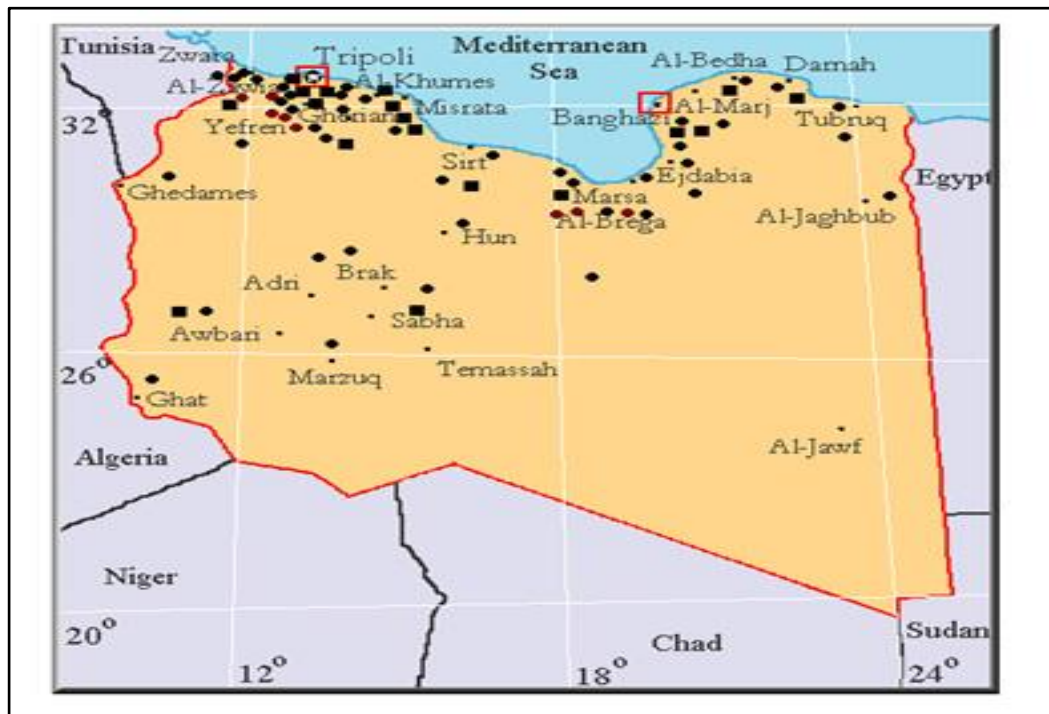 Tunisia
Zwara
Tripoli
Mediterranean
Sea
Al-Bedha
Darnah
Al-Zawia
Al-Khumes
32°
Yefren
Gherian
Misrata
Banghazi
Al-Marj
Tubruq
Sirt
Ejdabia
Egypt
Ghedames
Marsa
Al-Brega
Al-Jaghbub
Hun
Adri
Brak
Awbari
Sabha
26°
Marzuq
Temassah
Ghat
Al-Jawf
Algeria
Niger
20°
Chad
Sudan
12°
18°
24°